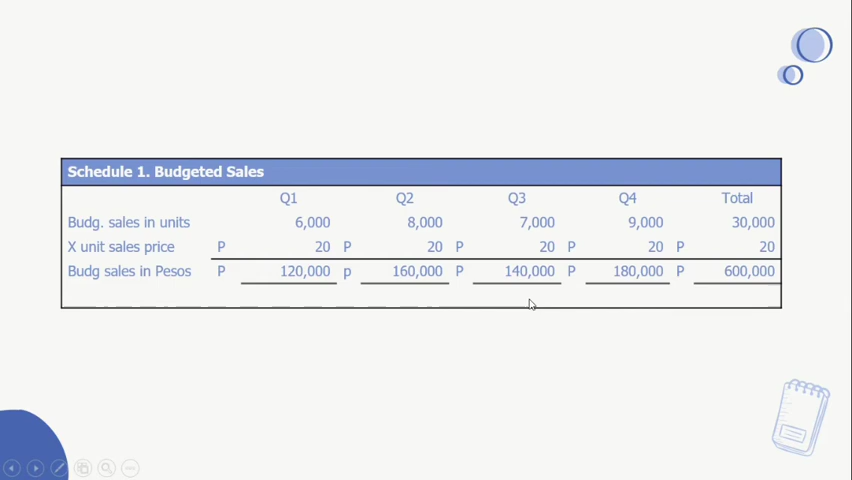 Schedule 1. Budgeted Sales
Q1 Q2 Q3 Q4 Total
Budg. sales in units 6,000 8,000 7,000 9,000 30,000
X unit sales price P 20 P 20 P 20 P 20 P 20
Budg sales in Pesos P 120,000 p 160,000 P 140,000 P 180,000 P 600,000